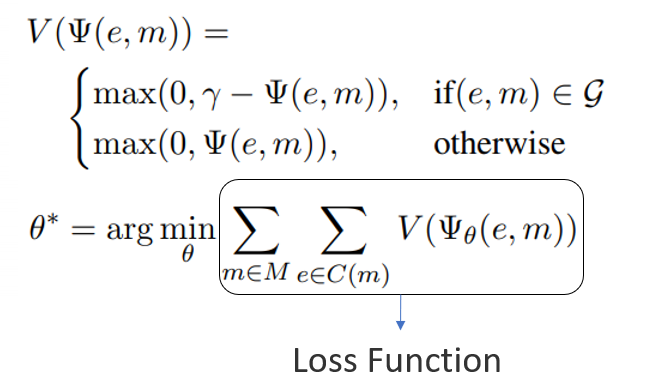 V(Ψ(e, m)) =
max(0, γ − Ψ(e, m)), if(e, m) ∈ 𝒢
max(0, Ψ(e, m)), otherwise
θ* = arg min_θ ∑_{m∈M} ∑_{e∈C(m)} V(Ψ_θ(e, m))
Loss Function